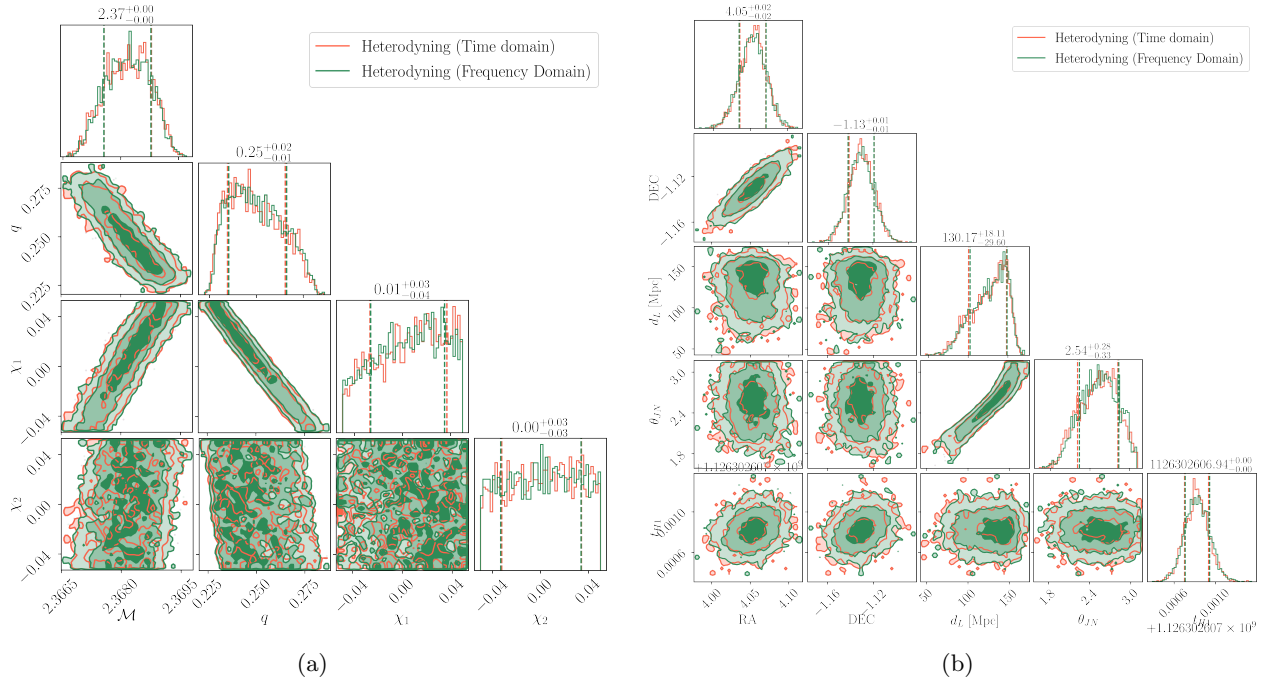 2.37+0.00−0.00
Heterodyning (Time domain)
Heterodyning (Frequency Domain)
0.25+0.02−0.01
q
0.275
0.250
0.225
0.01+0.03−0.04
χ1
0.04
0.00
−0.04
0.00+0.03−0.03
χ2
0.04
0.00
−0.04
2.3665
2.3680
2.3695
0.225
0.250
0.275
−0.04
0.00
0.04
−0.04
0.00
0.04
M
q
χ1
χ2
(a)
4.05+0.02−0.02
Heterodyning (Time domain)
Heterodyning (Frequency Domain)
−1.13+0.01−0.01
DEC
−1.12
−1.16
130.17+18.11−29.60
dL [Mpc]
150
100
50
2.54+0.28−0.33
θJN
3.0
2.4
1.8
1126302606.94+0.00−0.00
0.0010
0.0006
4.00
4.05
4.10
−1.16
−1.12
50
100
150
1.8
2.4
3.0
0.0006
0.0010
RA
DEC
dL [Mpc]
θJN
+1.126302607 × 10^9
(b)